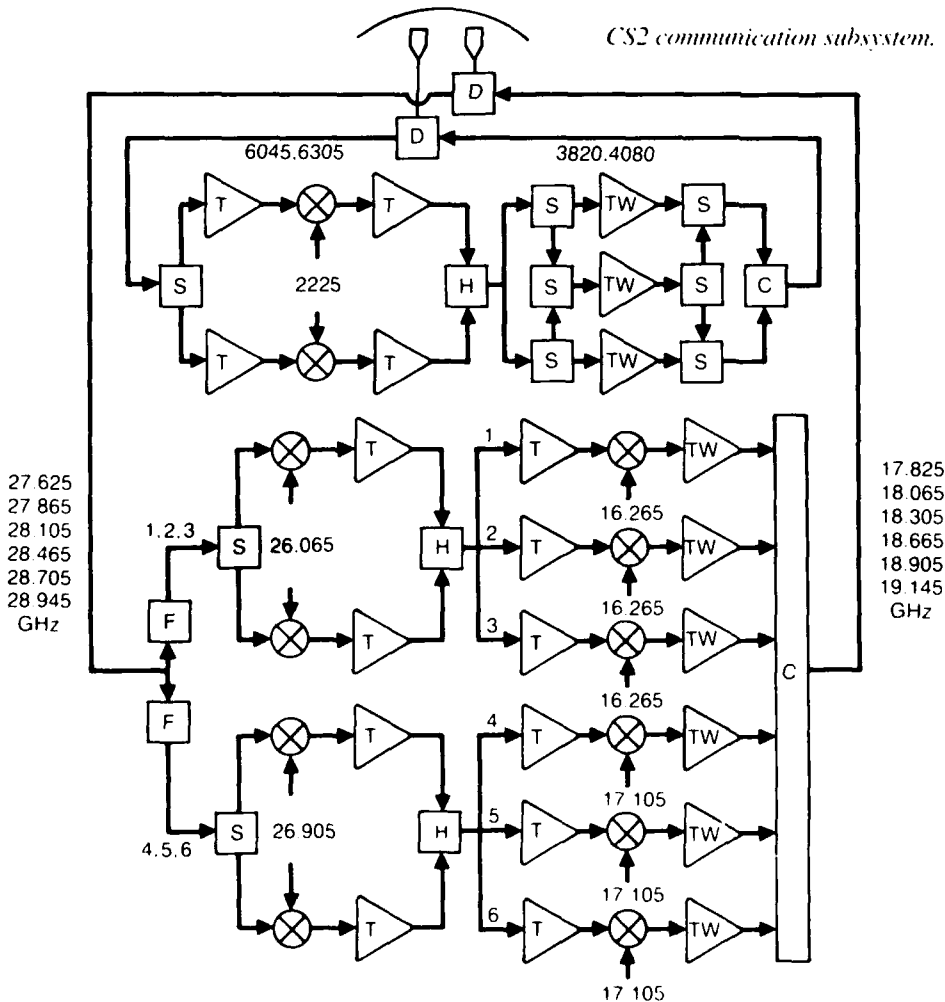 CS2 communication subsystem.
D
D
6045.6305
3820.4080
T
T
S
TW
S
S
2225
H
S
TW
S
C
T
T
S
TW
S
27.625
27.865
28.105
28.465
28.705
28.945
GHz
17.825
18.065
18.305
18.665
18.905
19.145
GHz
1.2.3
F
S
26.065
T
T
H
1
T
TW
16.265
2
T
TW
16.265
3
T
TW
16.265
C
F
4.5.6
S
26.905
T
T
H
4
T
TW
17 105
5
T
TW
17 105
6
T
TW
17 105